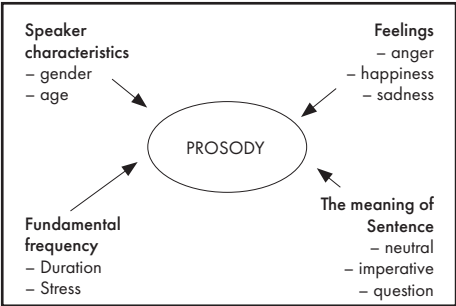 Speaker
characteristics
– gender
– age
Feelings
– anger
– happiness
– sadness
PROSODY
Fundamental
frequency
– Duration
– Stress
The meaning of
Sentence
– neutral
– imperative
– question